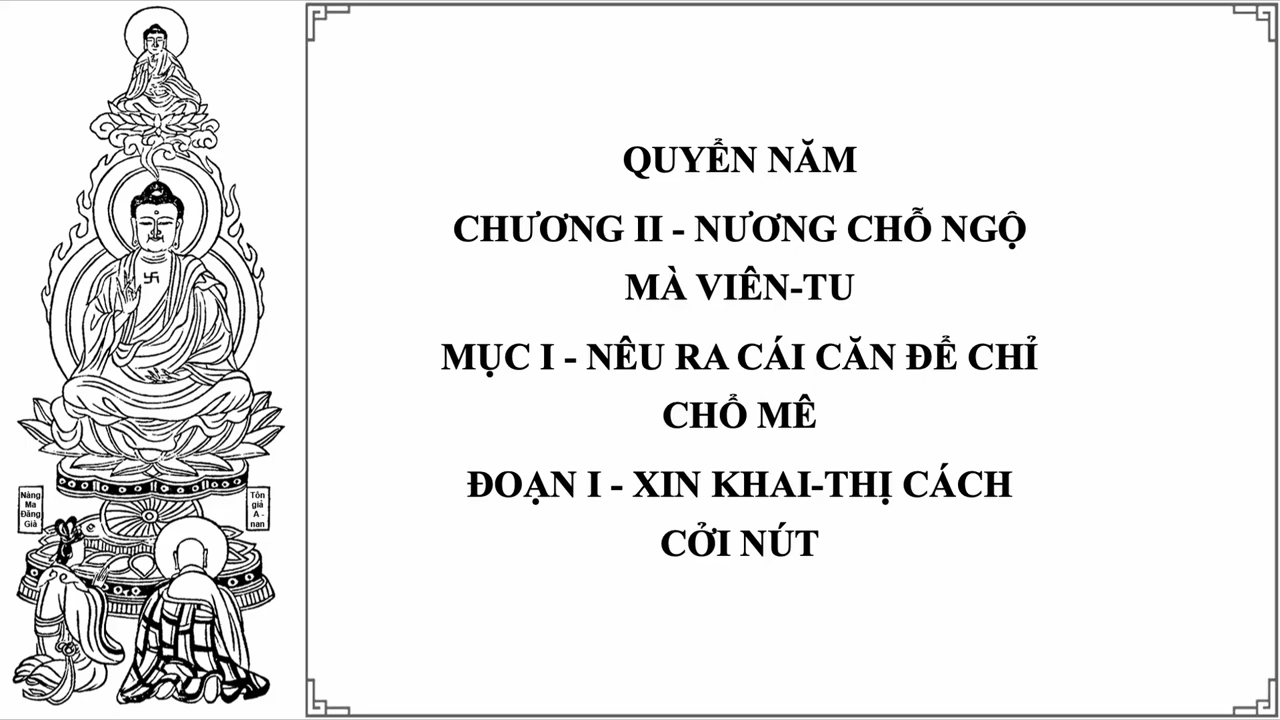 QUYỂN NĂM
CHƯƠNG II - NƯƠNG CHỖ NGỘ
MÀ VIÊN-TU
MỤC I - NÊU RA CÁI CĂN ĐỂ CHỈ
CHỔ MÊ
ĐOẠN I - XIN KHAI-THỊ CÁCH
CỞI NÚT
Nàng
Ma
Đăng
Già
Tôn
giả
A -
nan